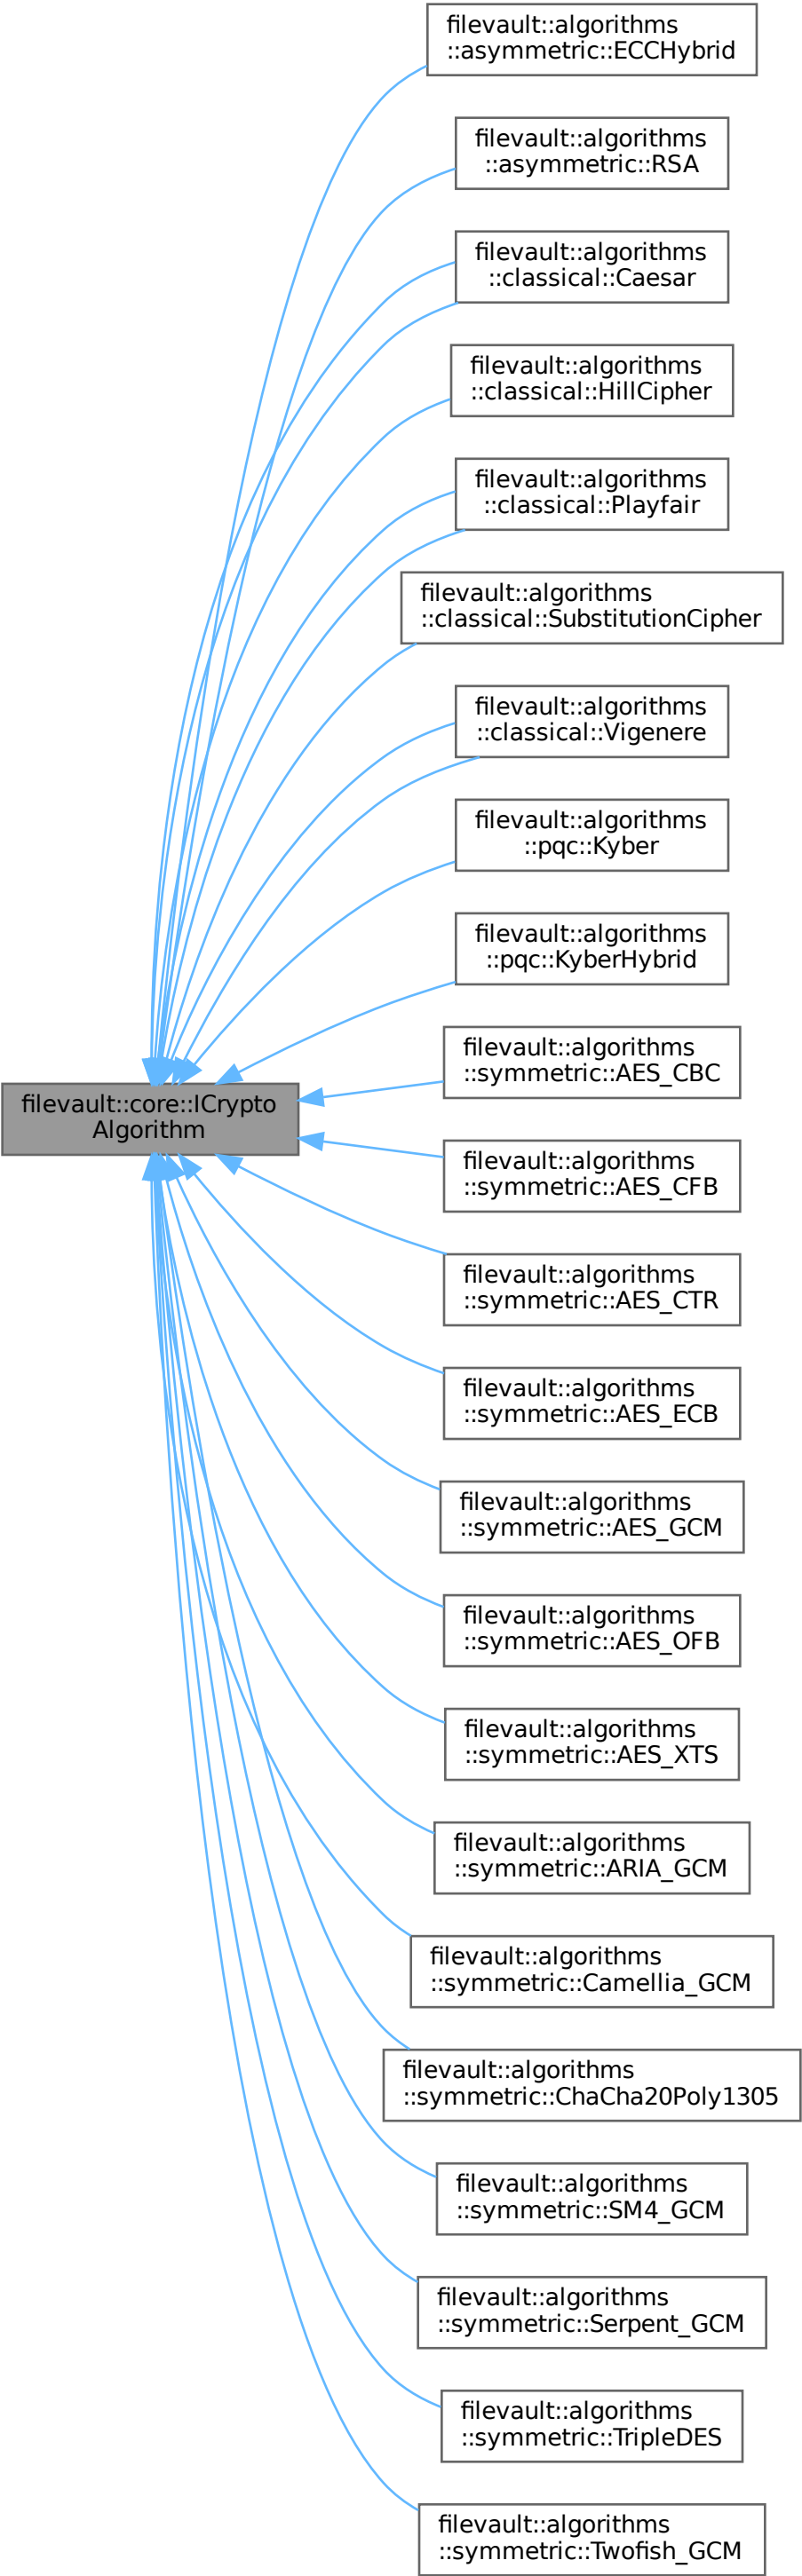 filevault::algorithms
::asymmetric::ECCHybrid
filevault::algorithms
::asymmetric::RSA
filevault::algorithms
::classical::Caesar
filevault::algorithms
::classical::HillCipher
filevault::algorithms
::classical::Playfair
filevault::algorithms
::classical::SubstitutionCipher
filevault::algorithms
::classical::Vigenere
filevault::algorithms
::pqc::Kyber
filevault::algorithms
::pqc::KyberHybrid
filevault::algorithms
::symmetric::AES_CBC
filevault::core::ICrypto
Algorithm
filevault::algorithms
::symmetric::AES_CFB
filevault::algorithms
::symmetric::AES_CTR
filevault::algorithms
::symmetric::AES_ECB
filevault::algorithms
::symmetric::AES_GCM
filevault::algorithms
::symmetric::AES_OFB
filevault::algorithms
::symmetric::AES_XTS
filevault::algorithms
::symmetric::ARIA_GCM
filevault::algorithms
::symmetric::Camellia_GCM
filevault::algorithms
::symmetric::ChaCha20Poly1305
filevault::algorithms
::symmetric::SM4_GCM
filevault::algorithms
::symmetric::Serpent_GCM
filevault::algorithms
::symmetric::TripleDES
filevault::algorithms
::symmetric::Twofish_GCM